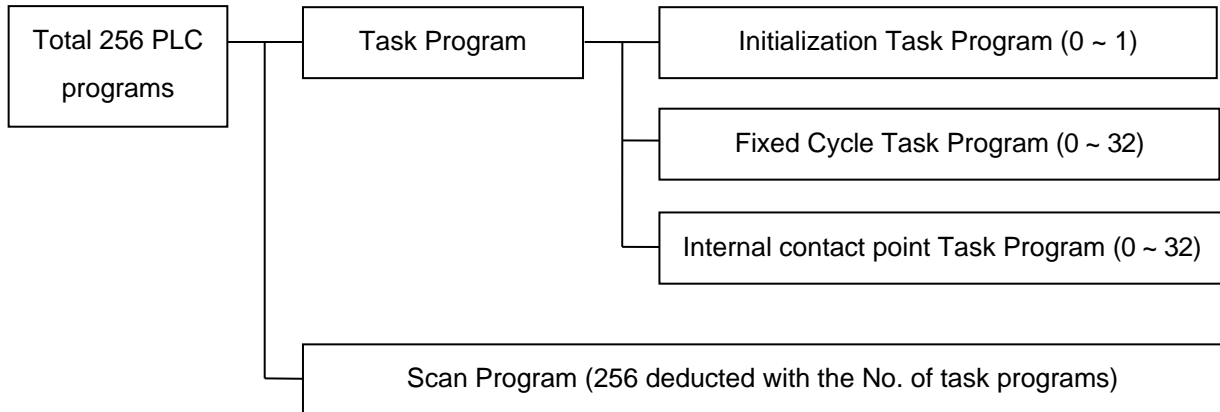 Total 256 PLC
programs
Task Program
Initialization Task Program (0 ~ 1)
Fixed Cycle Task Program (0 ~ 32)
Internal contact point Task Program (0 ~ 32)
Scan Program (256 deducted with the No. of task programs)